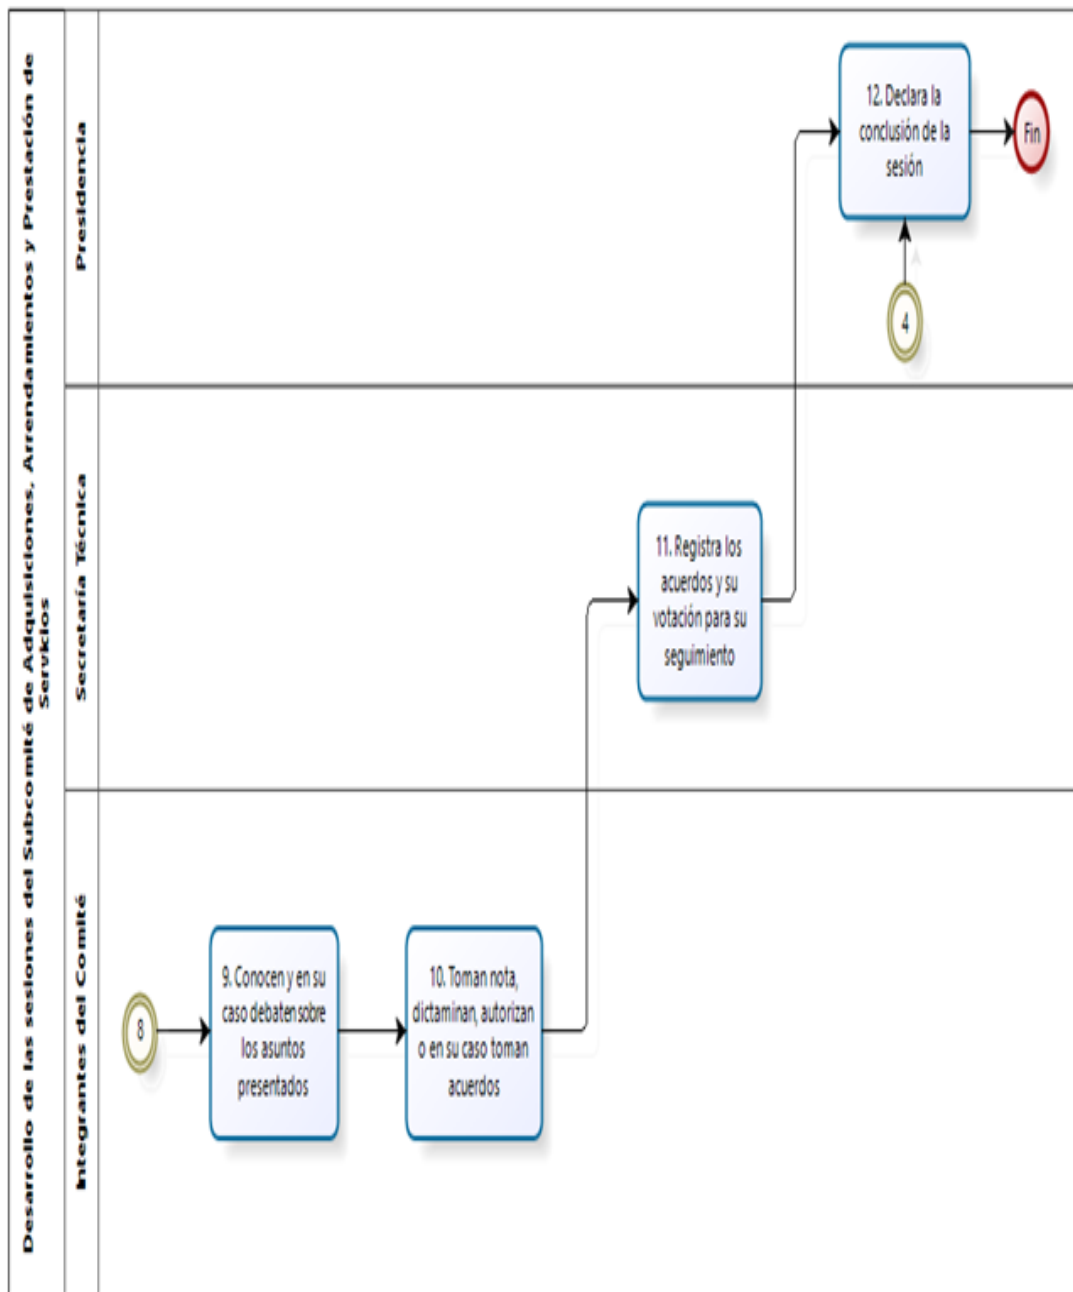 Desarrollo de las sesiones del Subcomité de Adquisiciones, Arrendamientos y Prestación de
Servicios
Presidencia
12. Declara la
conclusión de la
sesión
Fin
4
Secretaría Técnica
11. Registra los
acuerdos y su
votación para su
seguimiento
Integrantes del Comité
8
9. Conocen y en su
caso debaten sobre
los asuntos
presentados
10. Toman nota,
dictaminan, autorizan
o en su caso toman
acuerdos